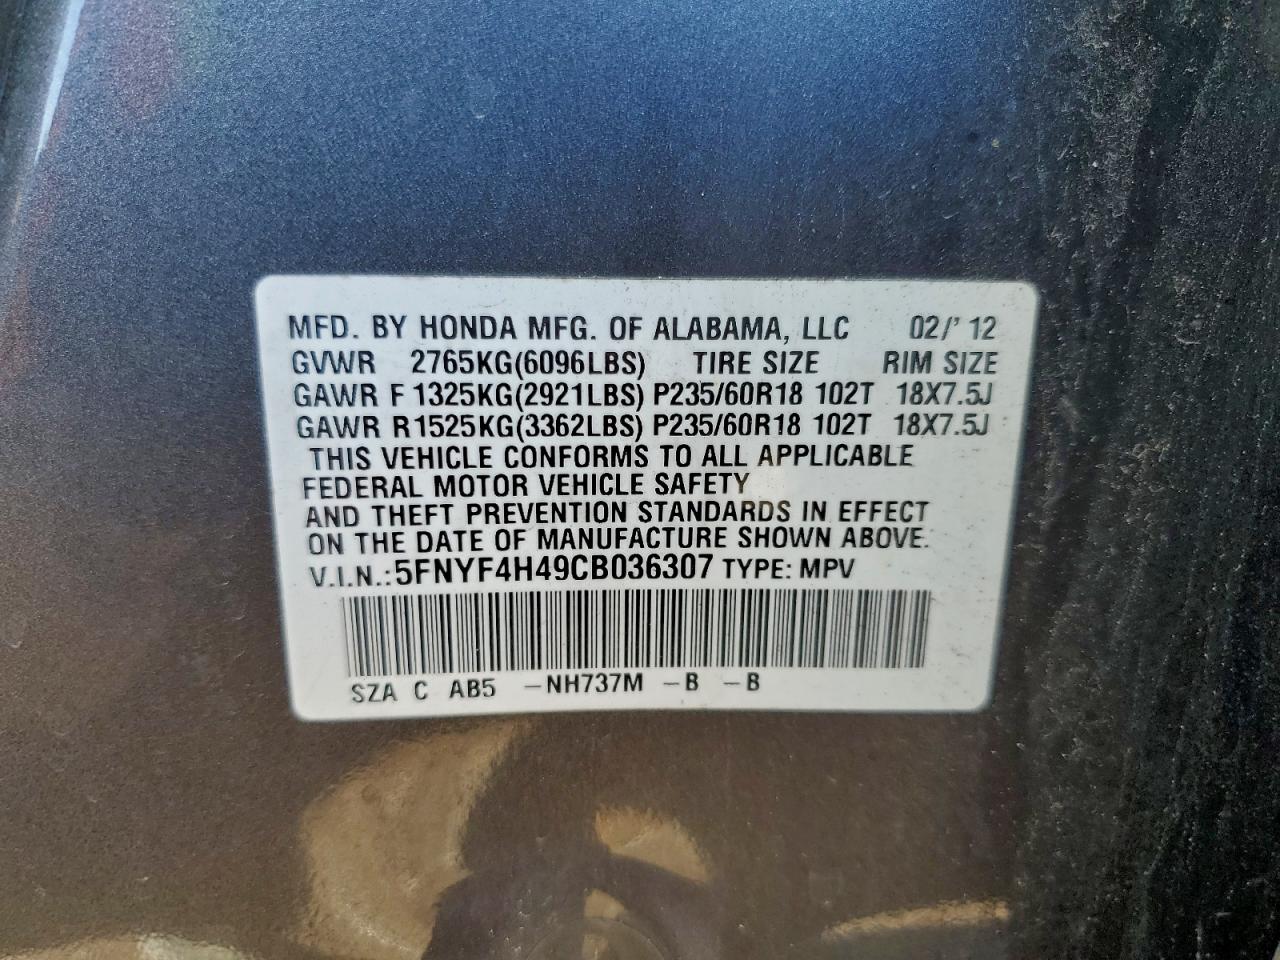 MFD. BY HONDA MFG. OF ALABAMA, LLC 02/' 12
GVWR 2765KG(6096LBS) TIRE SIZE RIM SIZE
GAWR F 1325KG(2921LBS) P235/60R18 102T 18X7.5J
GAWR R1525KG(3362LBS) P235/60R18 102T 18X7.5J
THIS VEHICLE CONFORMS TO ALL APPLICABLE
FEDERAL MOTOR VEHICLE SAFETY
AND THEFT PREVENTION STANDARDS IN EFFECT
ON THE DATE OF MANUFACTURE SHOWN ABOVE.
V.I.N.:5FNYF4H49CB036307 TYPE: MPV
SZA C AB5 -NH737M -B -B